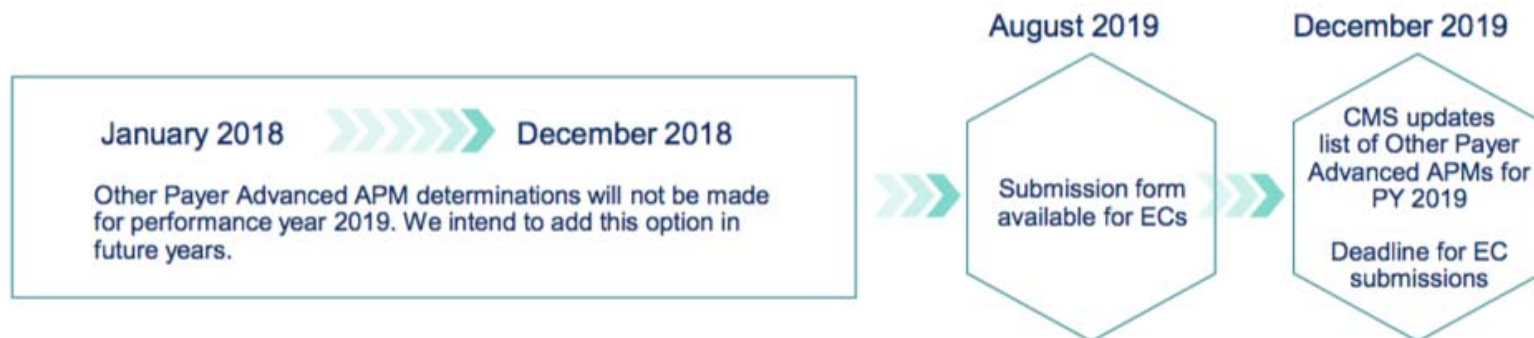 January 2018
December 2018
Other Payer Advanced APM determinations will not be made
for performance year 2019. We intend to add this option in
future years.
August 2019
Submission form
available for ECs
December 2019
CMS updates
list of Other Payer
Advanced APMs for
PY 2019
Deadline for EC
submissions